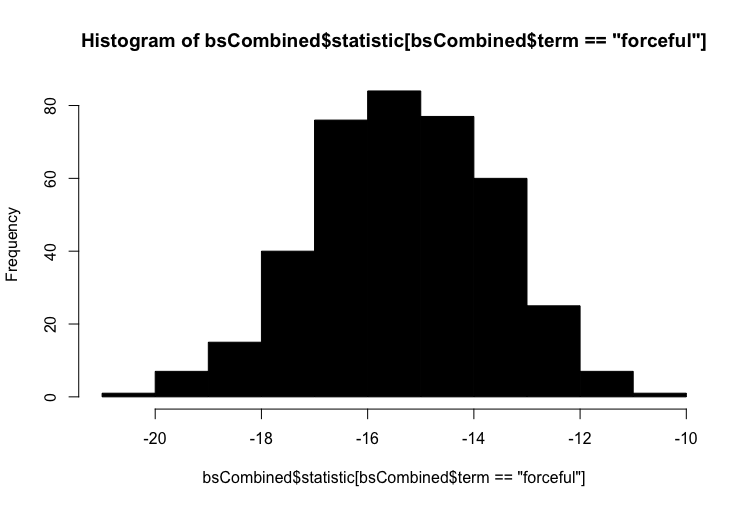 Histogram of bsCombined$statistic[bsCombined$term == "forceful"]
Frequency
80
60
40
20
0
-20 -18 -16 -14 -12 -10
bsCombined$statistic[bsCombined$term == "forceful"]